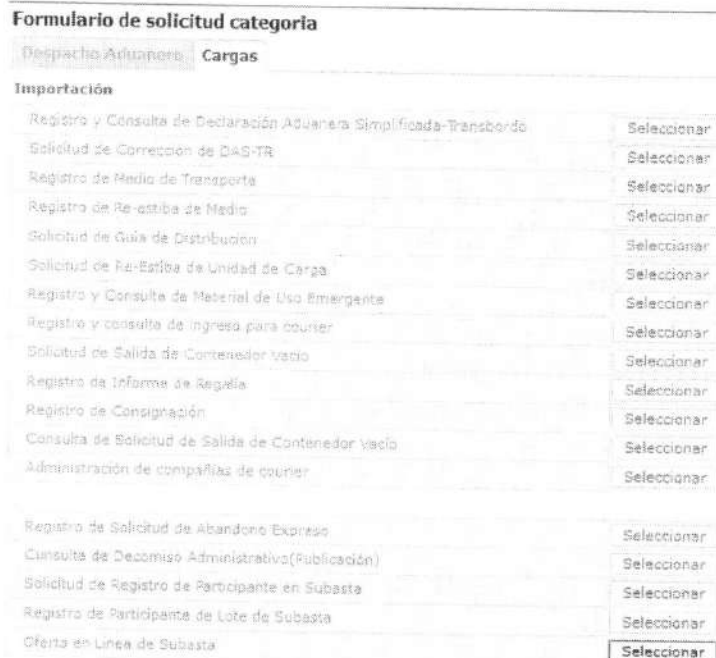 Formulario de solicitud categoria
Despacho Aduanero Cargas
Importación
Registro y Consulta de Declaración Aduanera Simplificada-Transbordo Seleccionar
Solicitud de Corrección de DAS-TR Seleccionar
Registro de Medio de Transporte Seleccionar
Registro de Re-estiba de Medio Seleccionar
Solicitud de Guia de Distribucion Seleccionar
Solicitud de Re-Estiba de Unidad de Carga Seleccionar
Registro y Consulta de Material de Uso Emergente Seleccionar
Registro y consulta de ingreso para courier Seleccionar
Solicitud de Salida de Contenedor vacio Seleccionar
Registro de Informe de Regalia Seleccionar
Registro de Consignación Seleccionar
Consulta de Solicitud de Salida de Contenedor vacio Seleccionar
Administración de compañias de courier Seleccionar
Registro de Solicitud de Abandono Expreso Seleccionar
Consulta de Decomiso Administrativo(Publicación) Seleccionar
Solicitud de Registro de Participante en Subasta Seleccionar
Registro de Participante de Lote de Subasta Seleccionar
Oferta en Linea de Subasta Seleccionar